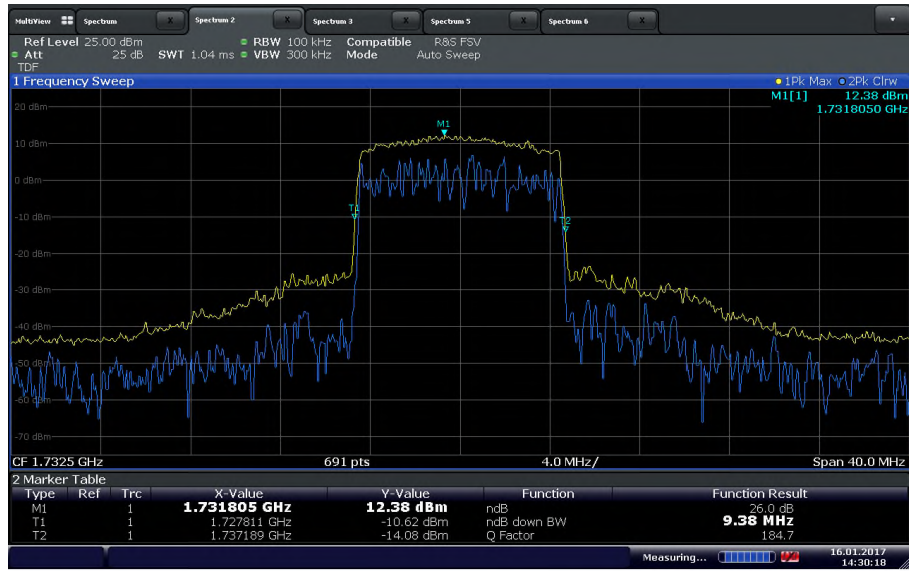 MultiView Spectrum X Spectrum 2 X Spectrum 3 X Spectrum 5 X Spectrum 6 X
Ref Level 25.00 dBm RBW 100 kHz Compatible R&S FSV
Att 25 dB SWT 1.04 ms VBW 300 kHz Mode Auto Sweep
TDF
1 Frequency Sweep 1Pk Max 2Pk Clrw
M1[1] 12.38 dBm
1.7318050 GHz
20 dBm
M1
10 dBm
0 dBm
T1
-10 dBm
T2
-20 dBm
-30 dBm
-40 dBm
-50 dBm
-60 dBm
-70 dBm
CF 1.7325 GHz 691 pts 4.0 MHz/ Span 40.0 MHz
2 Marker Table
Type Ref Trc X-Value Y-Value Function Function Result
M1 1 1.731805 GHz 12.38 dBm ndB 26.0 dB
T1 1 1.727811 GHz -10.62 dBm ndB down BW 9.38 MHz
T2 1 1.737189 GHz -14.08 dBm Q Factor 184.7
Measuring... 16.01.2017
14:30:18